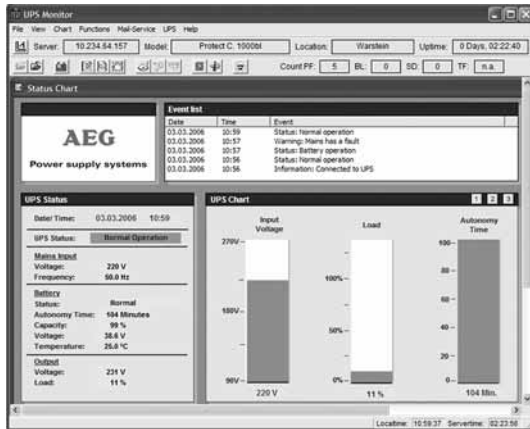 UPS Monitor
File View Chart Functions Mail-Service UPS Help
Server: 10.234.64.157 Model: Protect C. 1000bl Location: Warstein Uptime: 0 Days, 02:22:40
Count PF: 5 BL: 0 SD: 0 TF: n.a.
Status Chart
AEG
Power supply systems
Event list
Date Time Event
03.03.2006 10:59 Status: Normal operation
03.03.2006 10:57 Warning: Mains has a fault
03.03.2006 10:57 Status: Battery operation
03.03.2006 10:56 Status: Normal operation
03.03.2006 10:56 Information: Connected to UPS
UPS Status
Date/ Time: 03.03.2006 10:59
UPS Status: Normal Operation
Mains Input
Voltage: 220 V
Frequency: 50.0 Hz
Battery
Status: Normal
Autonomy Time: 104 Minutes
Capacity: 99 %
Voltage: 38.6 V
Temperature: 25.0 °C
Output
Voltage: 231 V
Load: 11 %
UPS Chart 1 2 3
Input Voltage
270V
180V
90V
220 V
Load
100%
50%
0%
11 %
Autonomy Time
100
80
60
40
20
0
104 Min.
Localtime: 10:59:37 Servertime: 02:23:56